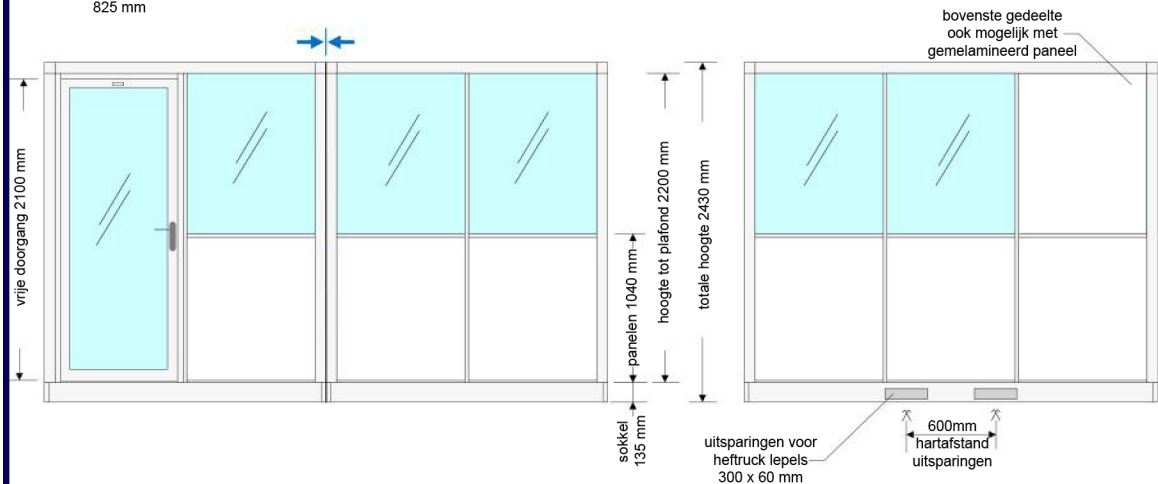 825 mm
bovenste gedeelte
ook mogelijk met
gemelamineerd paneel
vrije doorgang 2100 mm
panelen 1040 mm
hoogte tot plafond 2200 mm
totale hoogte 2430 mm
sokkel
135 mm
uitsparingen voor
heftruck lepels
300 x 60 mm
600mm
hartafstand
uitsparingen